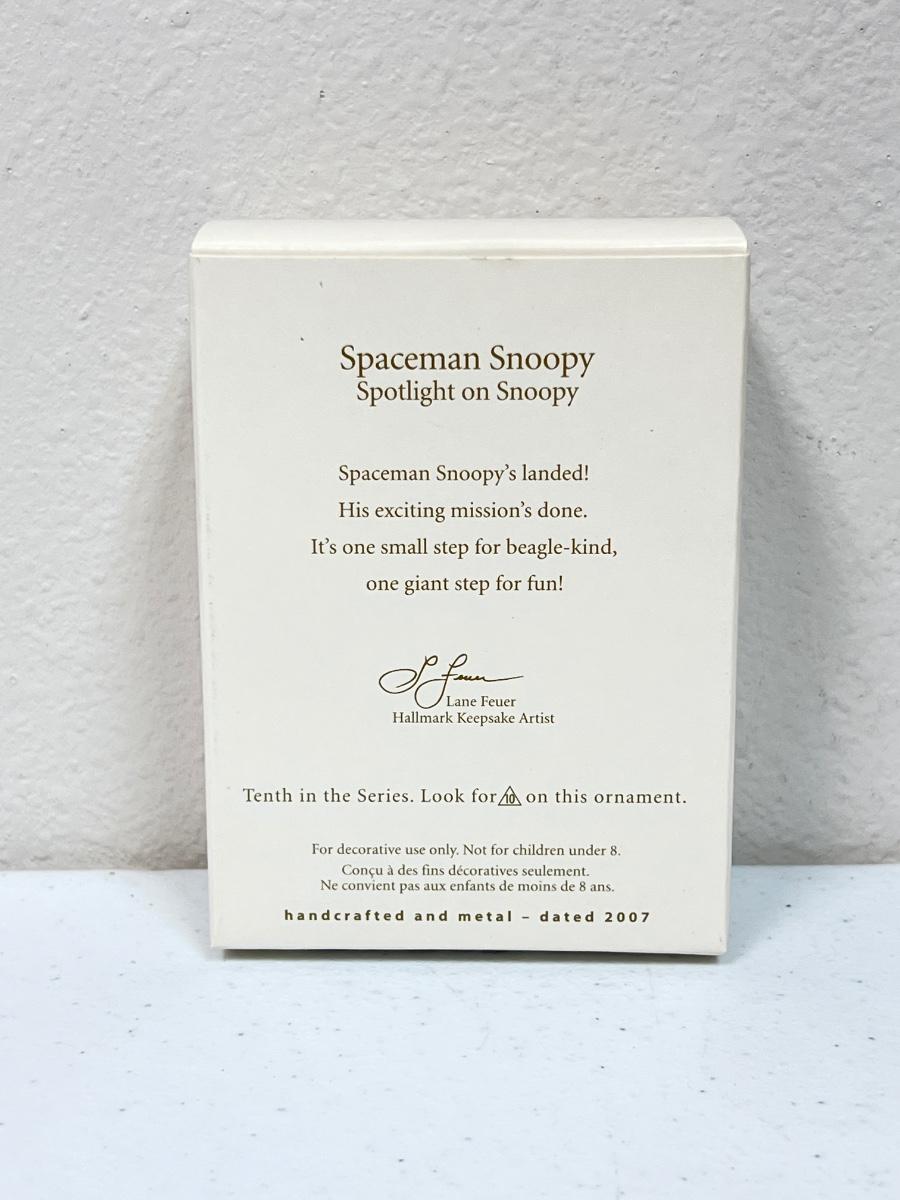 Spaceman Snoopy
Spotlight on Snoopy
Spaceman Snoopy's landed!
His exciting mission's done.
It's one small step for beagle-kind,
one giant step for fun!
L Feuer
Lane Feuer
Hallmark Keepsake Artist
Tenth in the Series. Look for 10 on this ornament.
For decorative use only. Not for children under 8.
Conçu à des fins décoratives seulement.
Ne convient pas aux enfants de moins de 8 ans.
handcrafted and metal – dated 2007